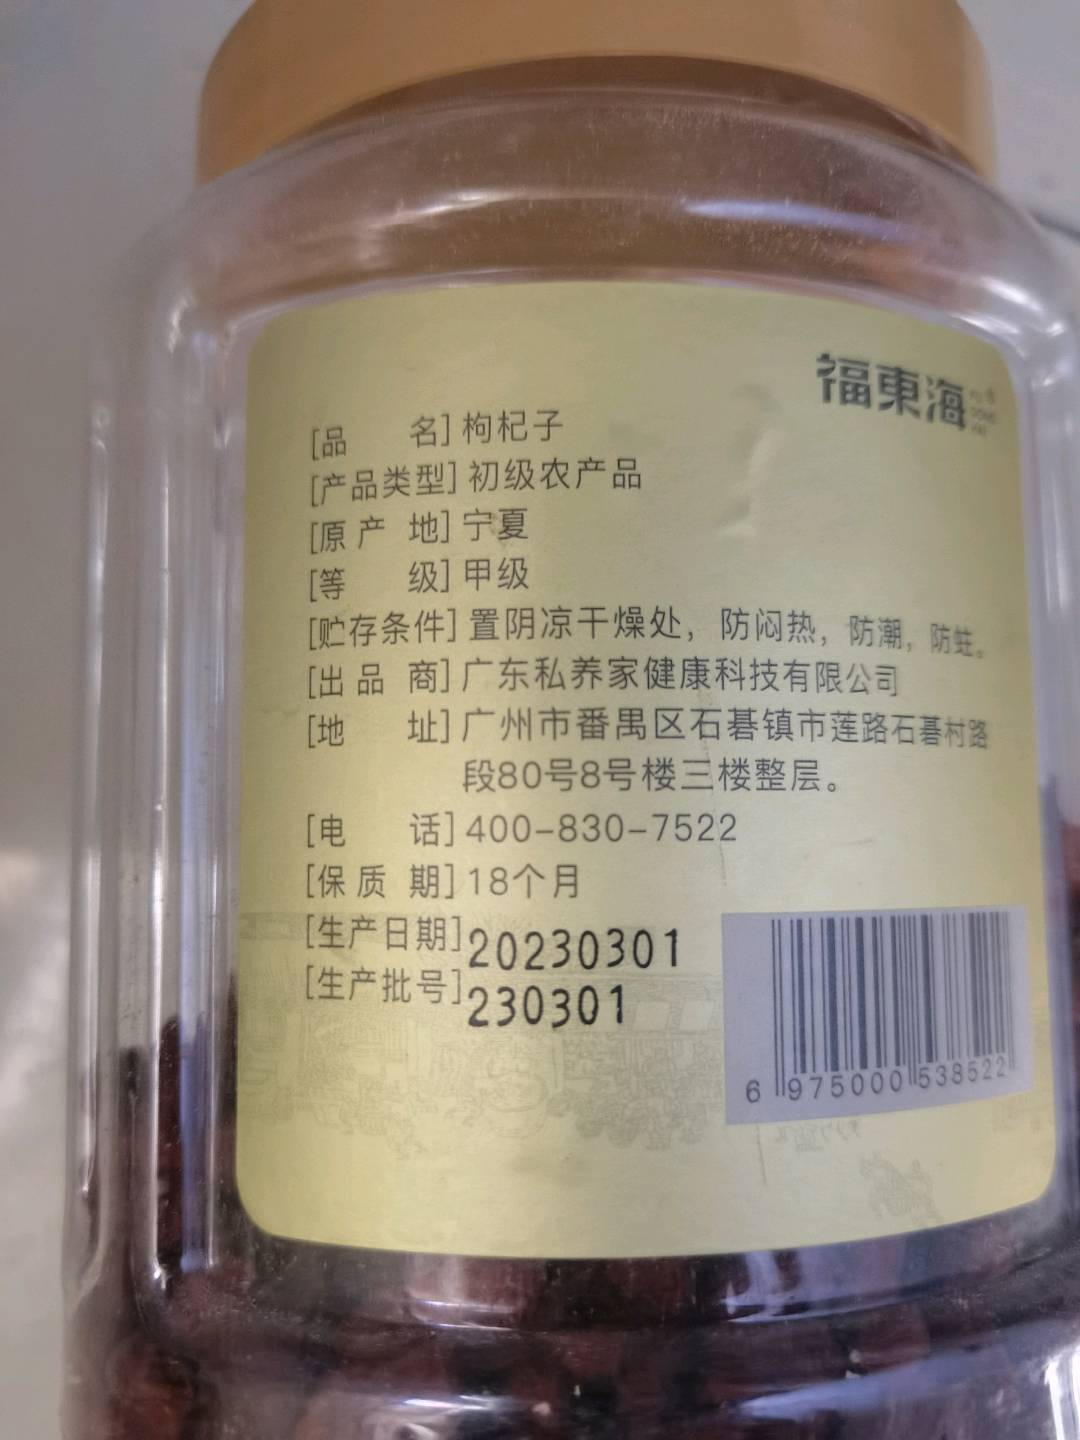 福東海
[品 名] 枸杞子
[产品类型] 初级农产品
[原产地] 宁夏
[等 级] 甲级
[贮存条件] 置阴凉干燥处，防闷热，防潮，防蛀。
[出品商] 广东私养家健康科技有限公司
[地 址] 广州市番禺区石碁镇市莲路石碁村路
段80号8号楼三楼整层。
[电 话] 400-830-7522
[保质期] 18个月
[生产日期] 20230301
[生产批号] 230301
6 975000 538522